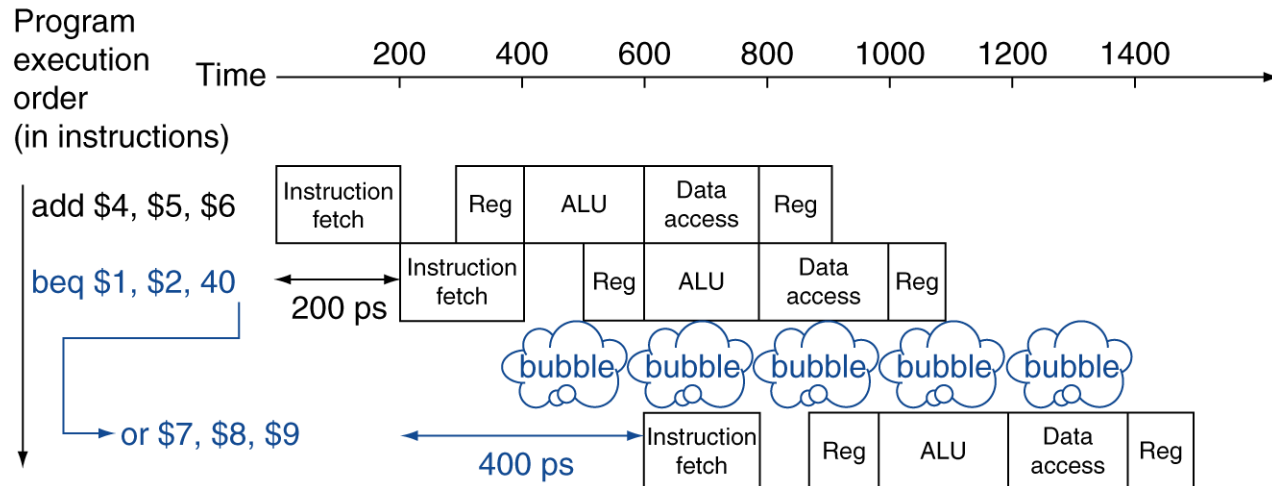 Program
execution
order
(in instructions)
Time
200 400 600 800 1000 1200 1400
add $4, $5, $6
Instruction
fetch
Reg
ALU
Data
access
Reg
beq $1, $2, 40
200 ps
Instruction
fetch
Reg
ALU
Data
access
Reg
bubble bubble bubble bubble bubble
or $7, $8, $9
400 ps
Instruction
fetch
Reg
ALU
Data
access
Reg